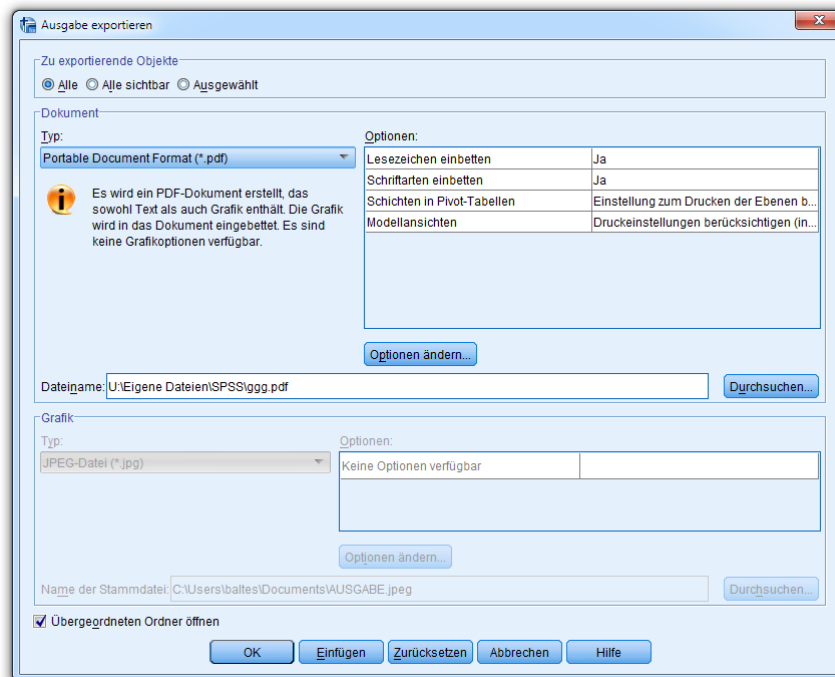 Ausgabe exportieren
Zu exportierende Objekte
Alle Alle sichtbar Ausgewählt
Dokument
Typ:
Portable Document Format (*.pdf)
Es wird ein PDF-Dokument erstellt, das
sowohl Text als auch Grafik enthält. Die Grafik
wird in das Dokument eingebettet. Es sind
keine Grafikoptionen verfügbar.
Optionen:
Lesezeichen einbetten Ja
Schriftarten einbetten Ja
Schichten in Pivot-Tabellen Einstellung zum Drucken der Ebenen b...
Modellansichten Druckeinstellungen berücksichtigen (in...
Optionen ändern...
Dateiname: U:\Eigene Dateien\SPSS\ggg.pdf Durchsuchen...
Grafik
Typ:
JPEG-Datei (*.jpg)
Optionen:
Keine Optionen verfügbar
Optionen ändern...
Name der Stammdatei: C:\Users\baltes\Documents\AUSGABE.jpeg Durchsuchen...
Übergeordneten Ordner öffnen
OK Einfügen Zurücksetzen Abbrechen Hilfe